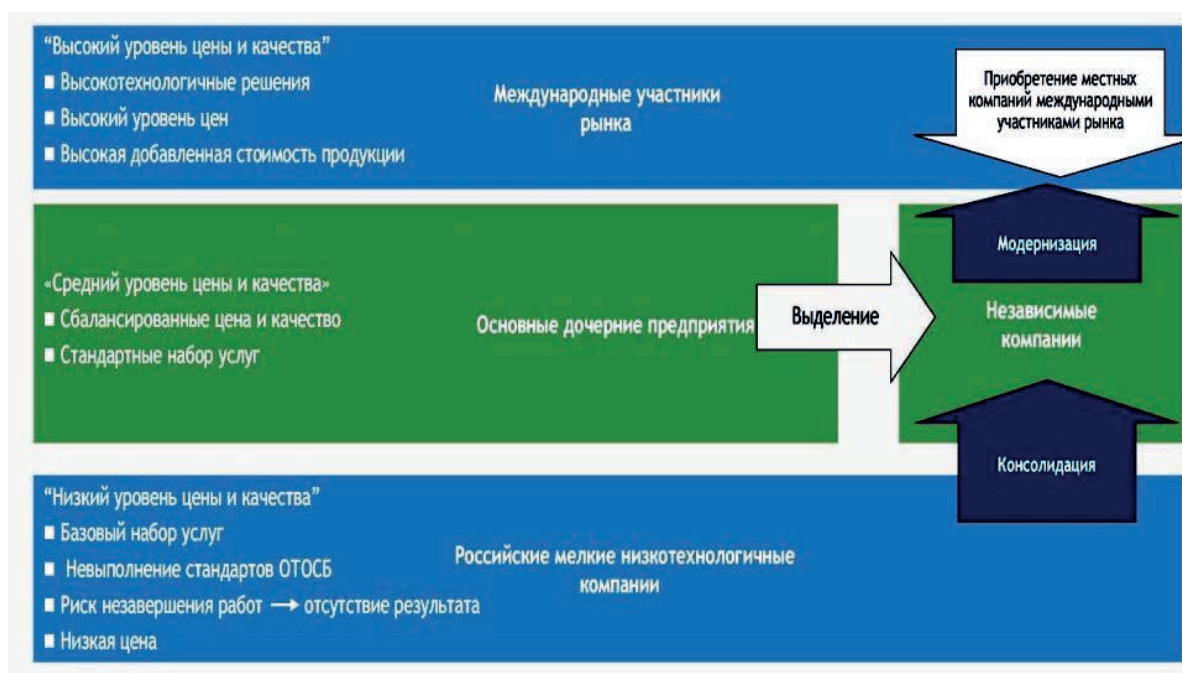 “Высокий уровень цены и качества”
■ Высокотехнологичные решения
■ Высокий уровень цен
■ Высокая добавленная стоимость продукции
Международные участники
рынка
Приобретение местных
компаний международными
участниками рынка
Модернизация
«Средний уровень цены и качества»
■ Сбалансированные цена и качество
■ Стандартные набор услуг
Основные дочерние предприятия
Выделение
Независимые
компании
Консолидация
“Низкий уровень цены и качества”
■ Базовый набор услуг
■ Невыполнение стандартов ОТОСБ
■ Риск незавершения работ → отсутствие результата
■ Низкая цена
Российские мелкие низкотехнологичные
компании